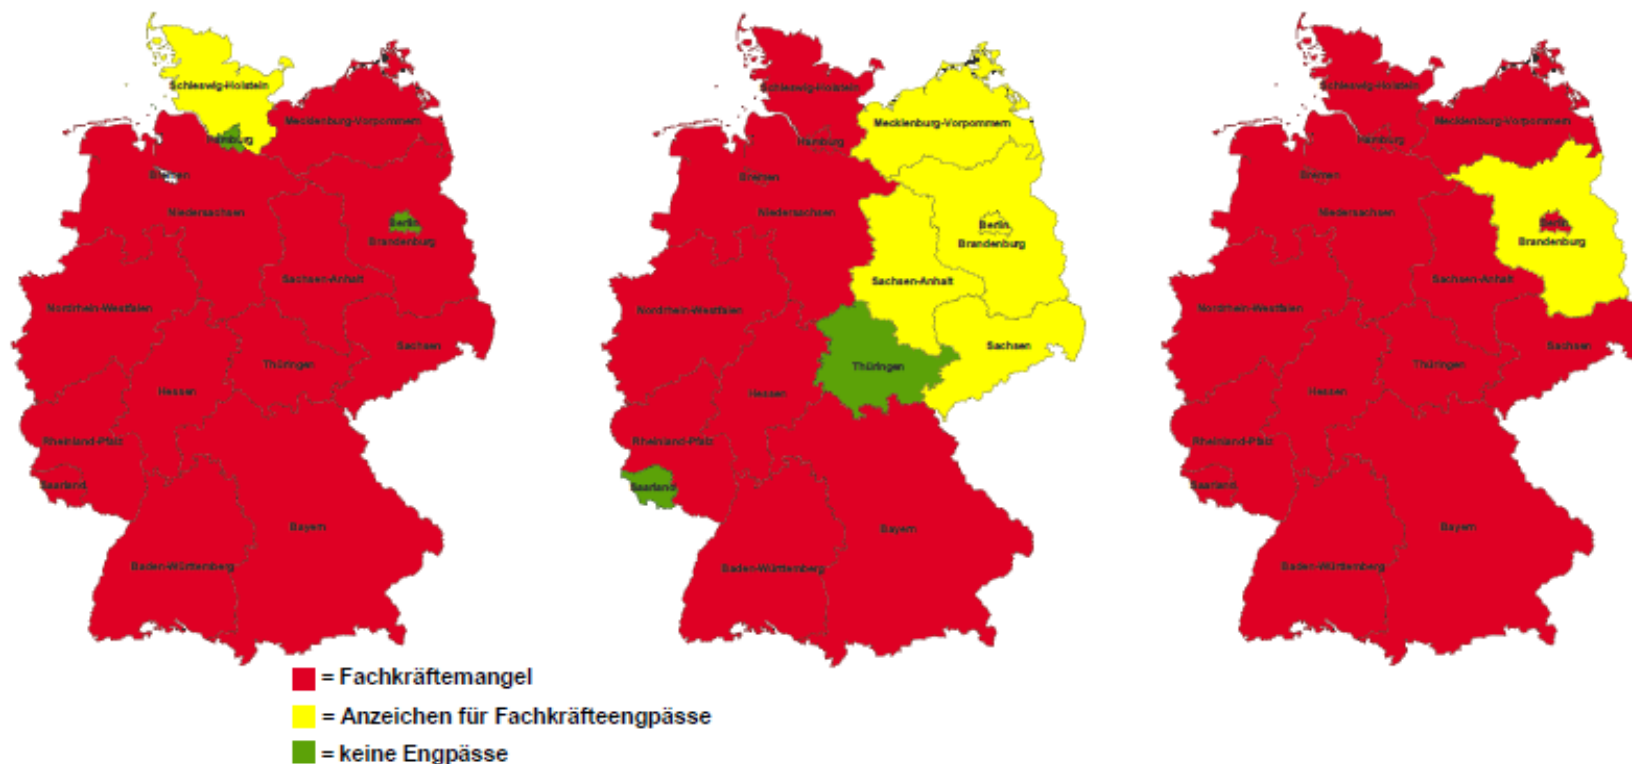 Schleswig-Holstein
Mecklenburg-Vorpommern
Hamburg
Bremen
Niedersachsen
Berlin
Brandenburg
Sachsen-Anhalt
Nordrhein-Westfalen
Sachsen
Thüringen
Hessen
Rheinland-Pfalz
Saarland
Bayern
Baden-Württemberg
Schleswig-Holstein
Mecklenburg-Vorpommern
Hamburg
Bremen
Niedersachsen
Berlin
Brandenburg
Sachsen-Anhalt
Nordrhein-Westfalen
Sachsen
Thüringen
Hessen
Rheinland-Pfalz
Saarland
Bayern
Baden-Württemberg
Schleswig-Holstein
Mecklenburg-Vorpommern
Hamburg
Bremen
Niedersachsen
Berlin
Brandenburg
Sachsen-Anhalt
Nordrhein-Westfalen
Sachsen
Thüringen
Hessen
Rheinland-Pfalz
Saarland
Bayern
Baden-Württemberg
= Fachkräftemangel
= Anzeichen für Fachkräfteengpässe
= keine Engpässe